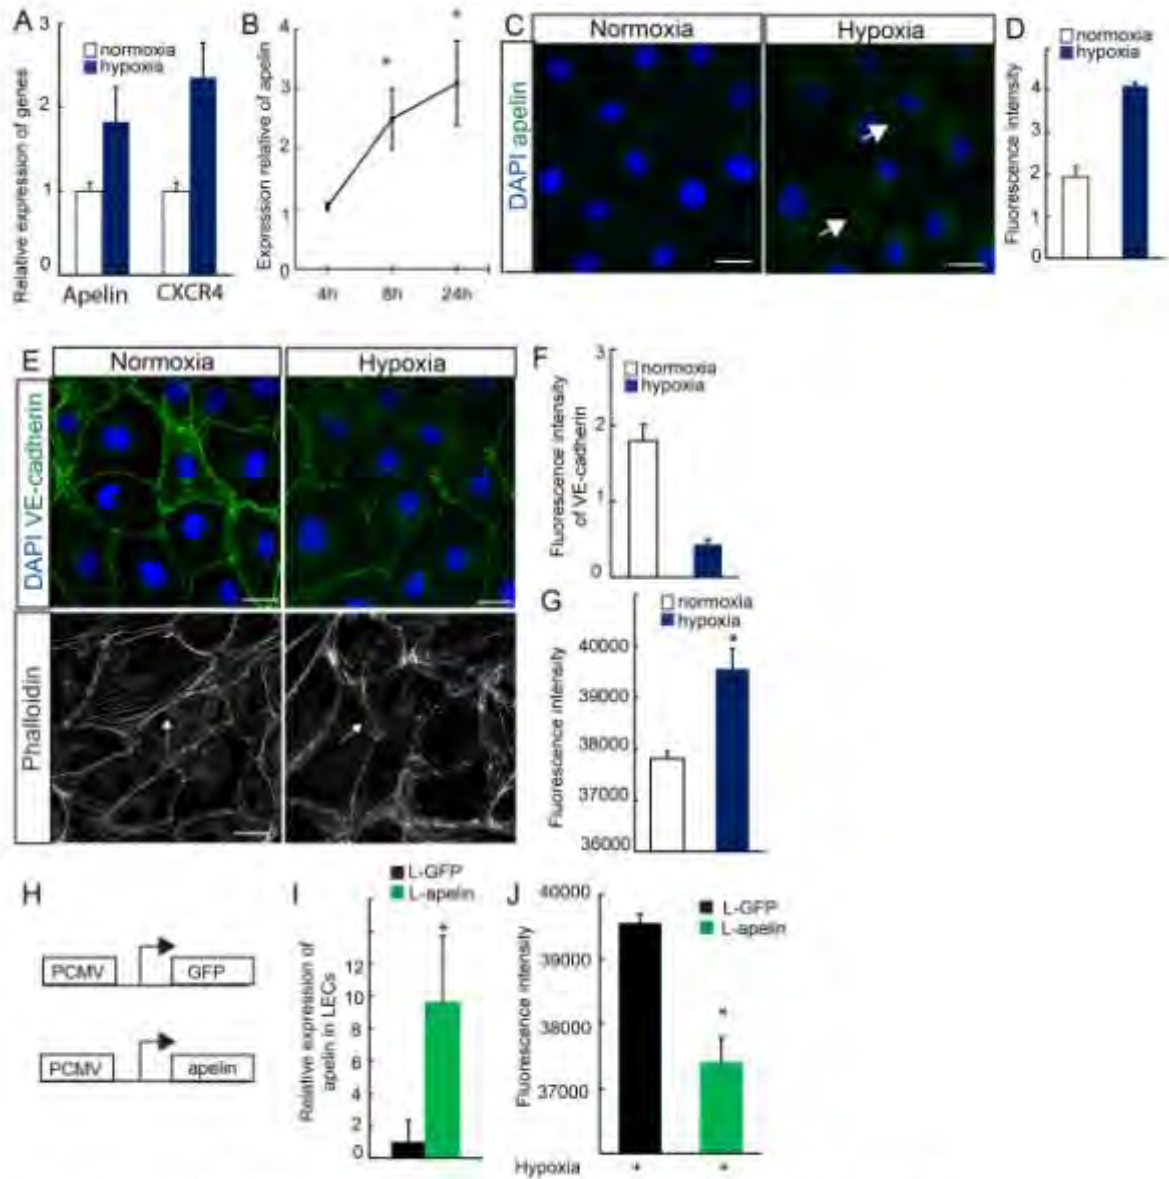 A
3
2
1
0
Relative expression of genes
normoxia
hypoxia
Apelin
CXCR4
B
4
3
2
1
0
Expression relative of apelin
*
*
4h
8h
24h
C
Normoxia
Hypoxia
DAPI apelin
D
normoxia
hypoxia
Fluorescence intensity
4
4
2
2
0
E
Normoxia
Hypoxia
DAPI VE-cadherin
Phalloidin
F
3
2
1
0
normoxia
hypoxia
Fluorescence intensity
of VE-cadherin
G
normoxia
hypoxia
*
40000
39000
38000
37000
36000
Fluorescence intensity
H
PCMV
GFP
PCMV
apelin
I
L-GFP
L-apelin
*
12
10
8
6
4
2
0
Relative expression of
apelin in LECs
J
40000
39000
38000
37000
Fluorescence intensity
L-GFP
L-apelin
*
Hypoxia
+
+